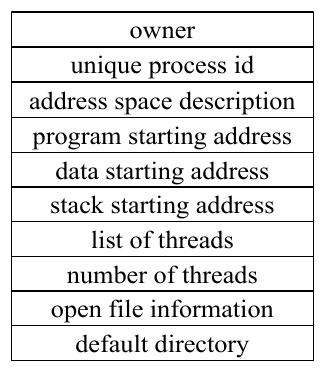 owner
unique process id
address space description
program starting address
data starting address
stack starting address
list of threads
number of threads
open file information
default directory